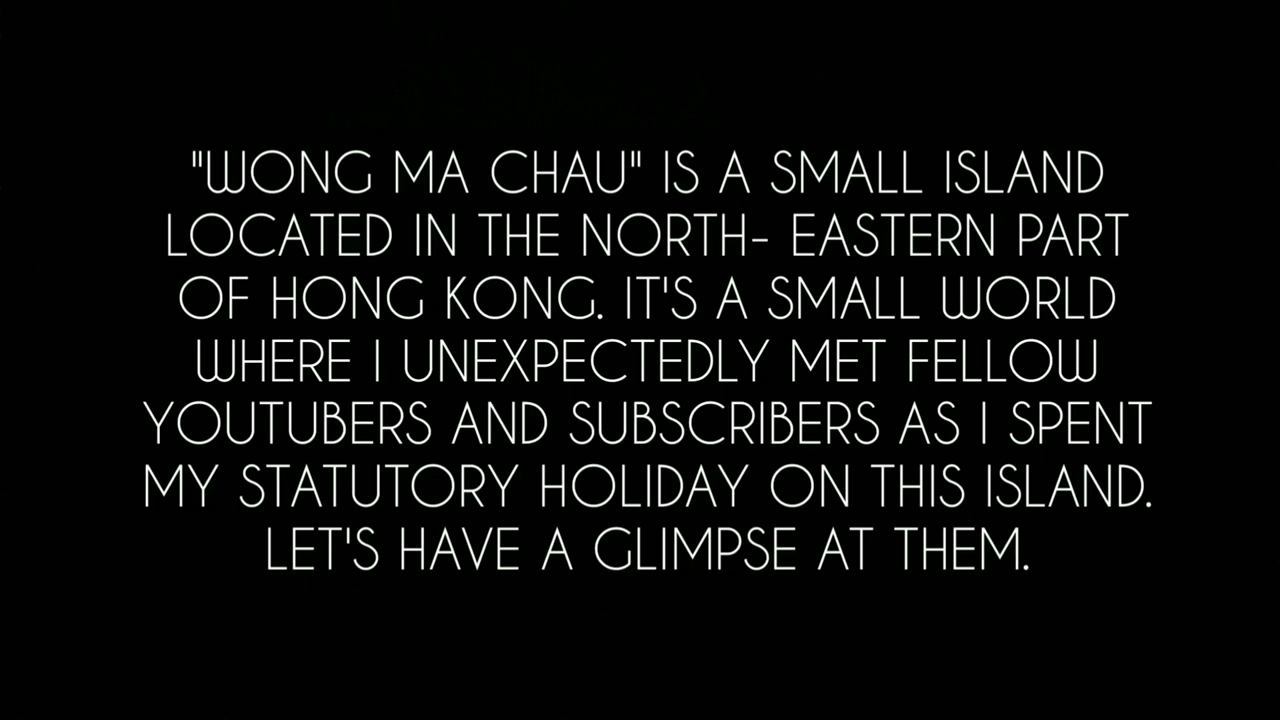 "WONG MA CHAU" IS A SMALL ISLAND
LOCATED IN THE NORTH- EASTERN PART
OF HONG KONG. IT'S A SMALL WORLD
WHERE I UNEXPECTEDLY MET FELLOW
YOUTUBERS AND SUBSCRIBERS AS I SPENT
MY STATUTORY HOLIDAY ON THIS ISLAND.
LET'S HAVE A GLIMPSE AT THEM.